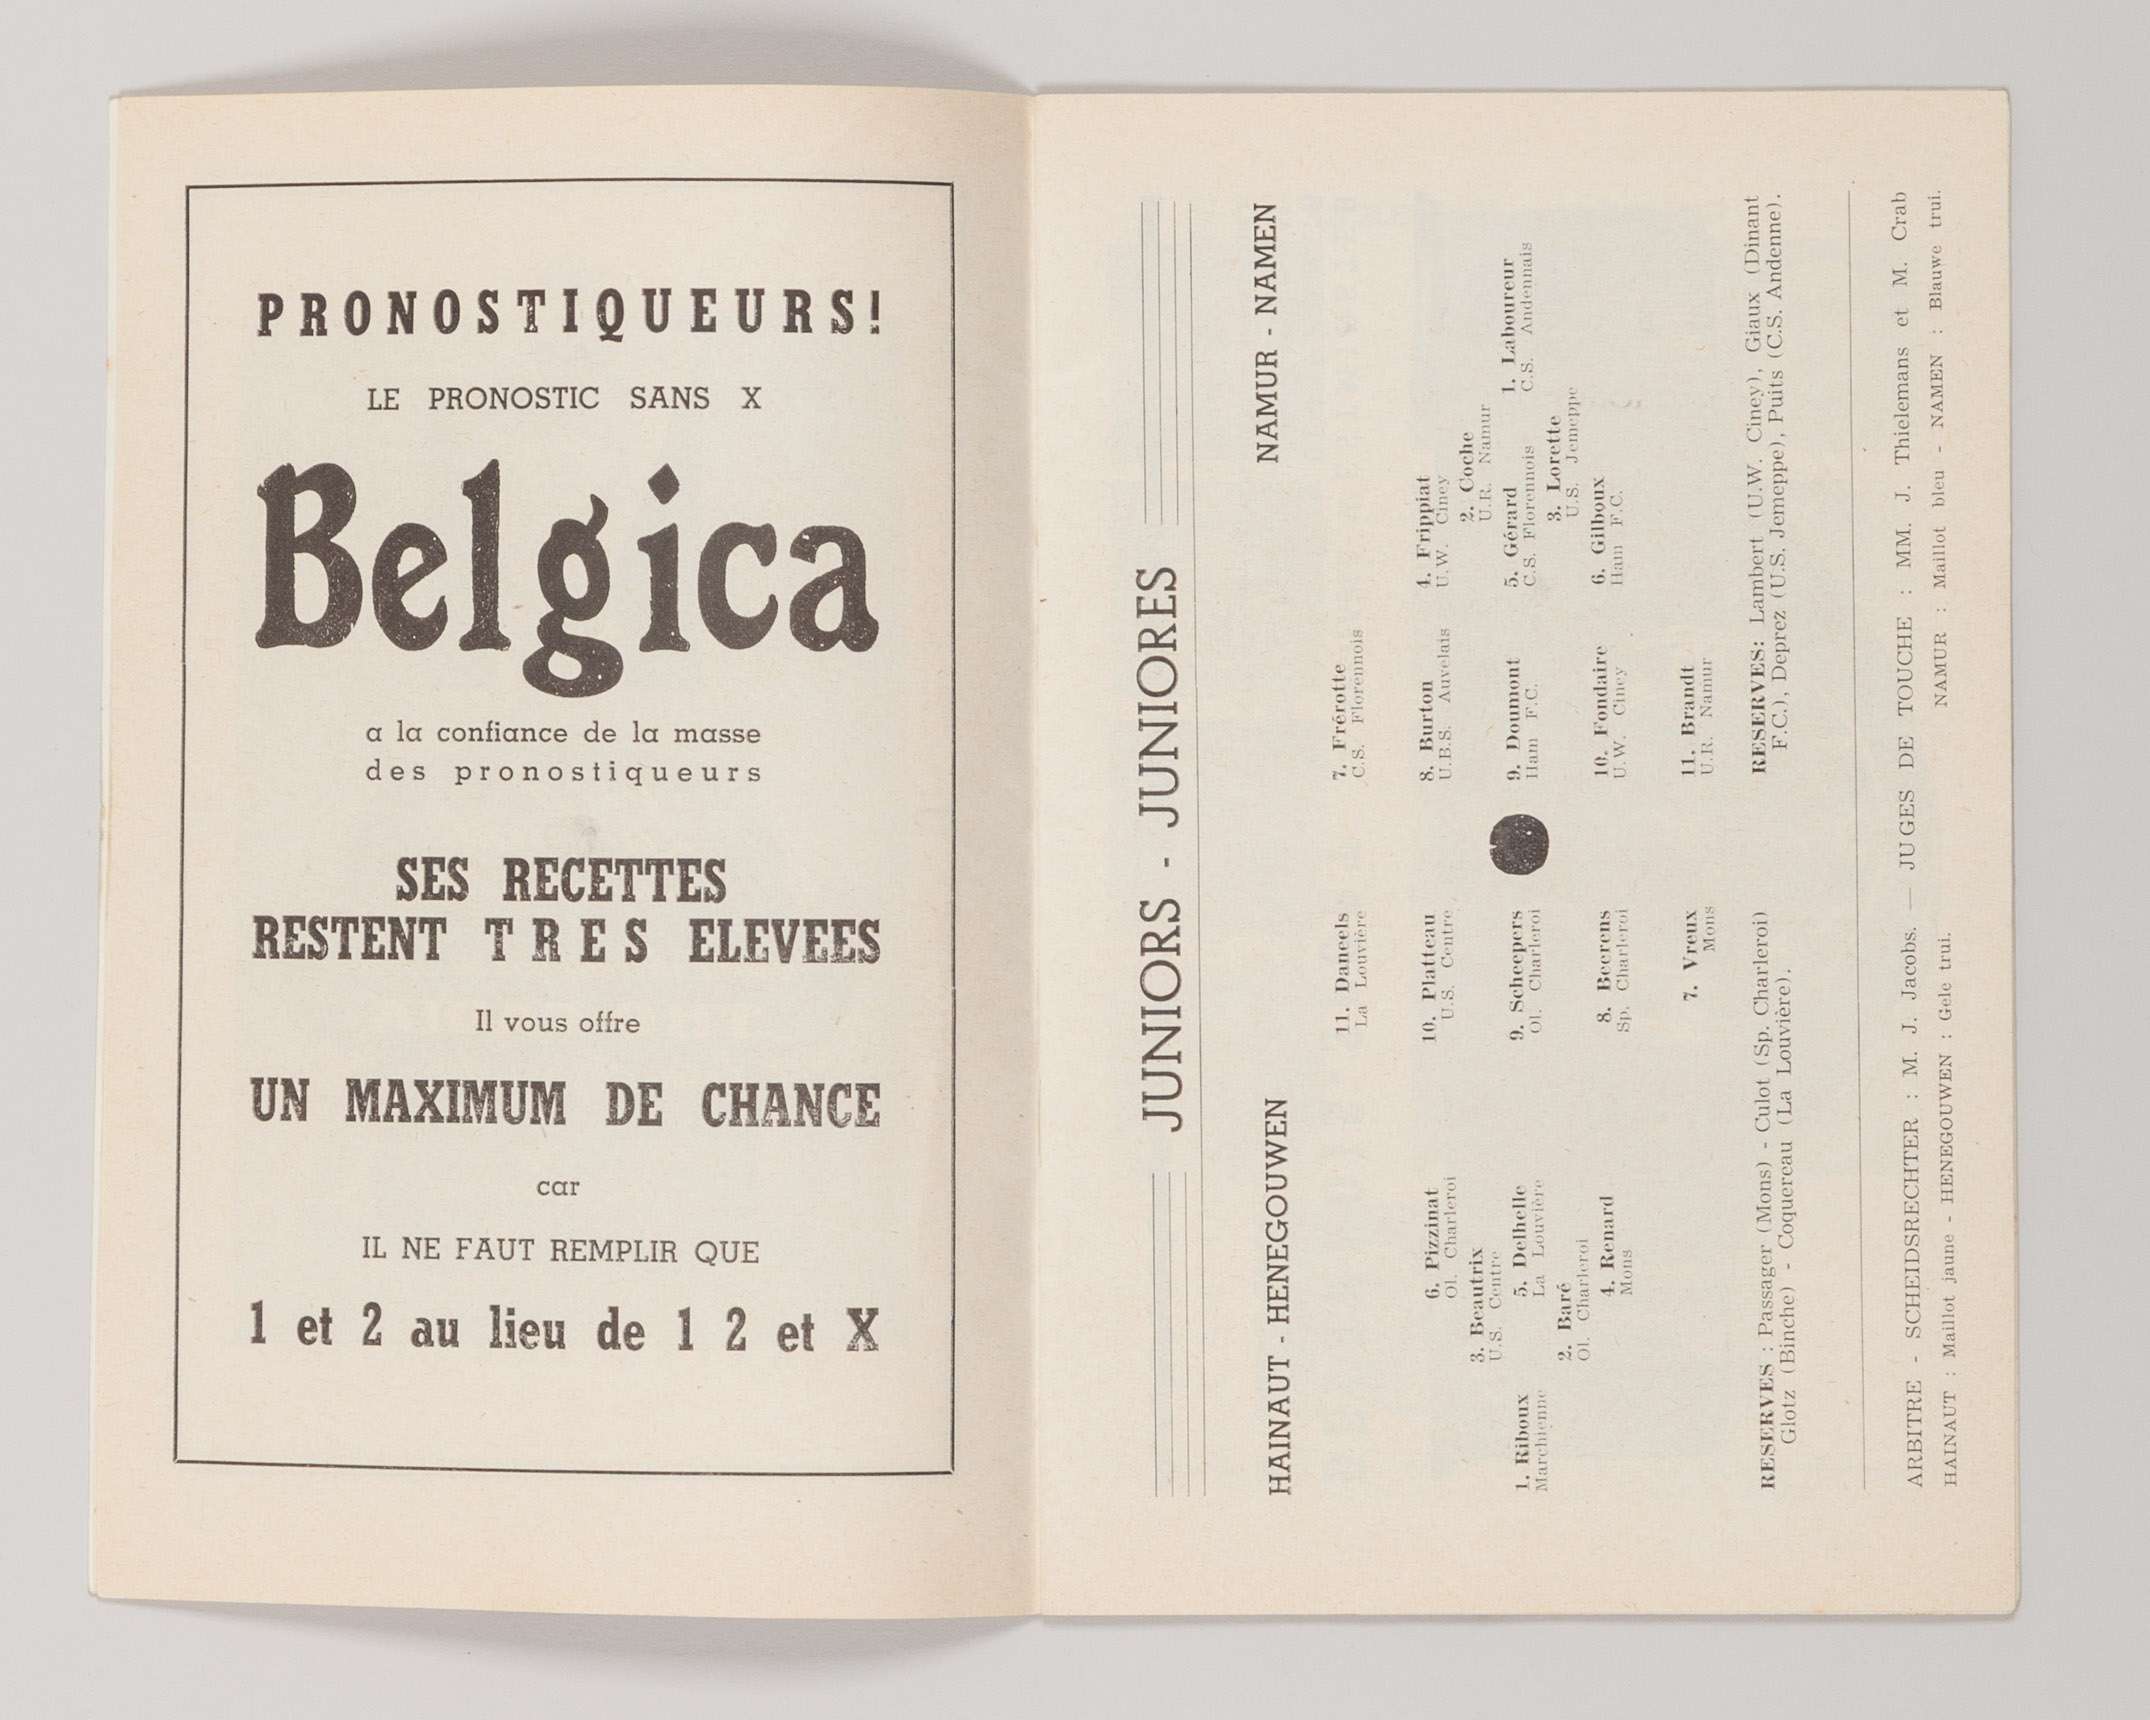 PRONOSTIQUEURS!
LE PRONOSTIC SANS X
Belgica
a la confiance de la masse
des pronostiqueurs
SES RECETTES
RESTENT TRES ELEVEES
Il vous offre
UN MAXIMUM DE CHANCE
car
IL NE FAUT REMPLIR QUE
1 et 2 au lieu de 1 2 et X
JUNIORS - JUNIORES
HAINAUT - HENEGOUWEN
1. Riboux
Marchienne
3. Beautrix
U.S. Centre
2. Baré
Ol. Charleroi
6. Pizzinat
Ol. Charleroi
5. Delhelle
La Louvière
4. Renard
Mons
11. Daneels
La Louvière
10. Platteau
U.S. Centre
9. Scheepers
Ol. Charleroi
8. Beerens
Sp. Charleroi
7. Vreux
Mons
RESERVES : Passager (Mons) - Culot (Sp. Charleroi)
Glotz (Binche) - Coquereau (La Louvière).
NAMUR - NAMEN
7. Frérotte
C.S. Florennois
8. Burton
U.B.S. Auvelais
9. Doumont
Ham F.C.
10. Fondaire
U.W. Ciney
11. Brandt
U.R. Namur
4. Frippiat
U.W. Ciney
5. Gérard
C.S. Florennois
6. Gilboux
Ham F.C.
2. Coche
U.R. Namur
3. Lorette
U.S. Jemeppe
1. Laboureur
C.S. Andennais
RESERVES: Lambert (U.W. Ciney), Giaux (Dinant
F.C.), Deprez (U.S. Jemeppe), Puits (C.S. Andenne).
ARBITRE - SCHEIDSRECHTER : M. J. Jacobs. — JUGES DE TOUCHE : MM. J. Thielemans et M. Crab
HAINAUT : Maillot jaune - HENEGOUWEN : Gele trui.
NAMUR : Maillot bleu - NAMEN : Blauwe trui.